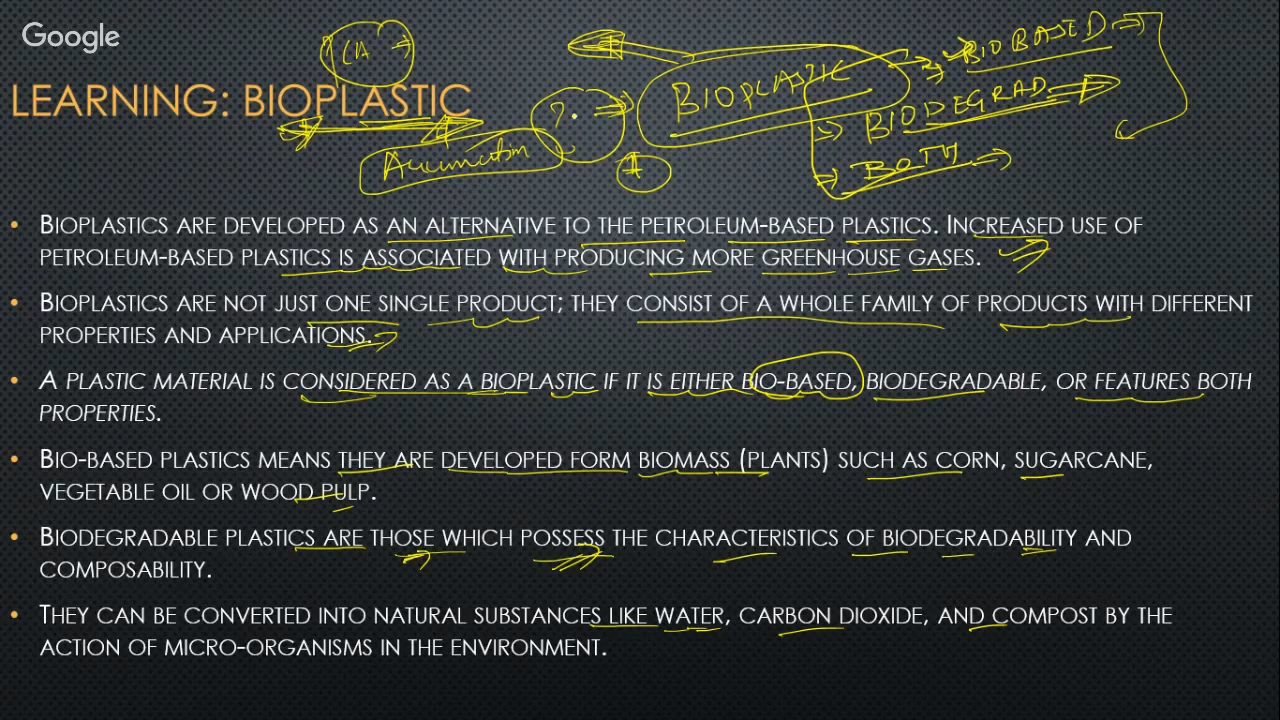 Google
LEARNING: BIOPLASTIC
CA
?
BIOPLASTIC
BIOBASED
BIODEGRAD
BOTH
• BIOPLASTICS ARE DEVELOPED AS AN ALTERNATIVE TO THE PETROLEUM-BASED PLASTICS. INCREASED USE OF
PETROLEUM-BASED PLASTICS IS ASSOCIATED WITH PRODUCING MORE GREENHOUSE GASES.
• BIOPLASTICS ARE NOT JUST ONE SINGLE PRODUCT; THEY CONSIST OF A WHOLE FAMILY OF PRODUCTS WITH DIFFERENT
PROPERTIES AND APPLICATIONS.
• A PLASTIC MATERIAL IS CONSIDERED AS A BIOPLASTIC IF IT IS EITHER BIO-BASED, BIODEGRADABLE, OR FEATURES BOTH
PROPERTIES.
• BIO-BASED PLASTICS MEANS THEY ARE DEVELOPED FORM BIOMASS (PLANTS) SUCH AS CORN, SUGARCANE,
VEGETABLE OIL OR WOOD PULP.
• BIODEGRADABLE PLASTICS ARE THOSE WHICH POSSESS THE CHARACTERISTICS OF BIODEGRADABILITY AND
COMPOSABILITY.
• THEY CAN BE CONVERTED INTO NATURAL SUBSTANCES LIKE WATER, CARBON DIOXIDE, AND COMPOST BY THE
ACTION OF MICRO-ORGANISMS IN THE ENVIRONMENT.